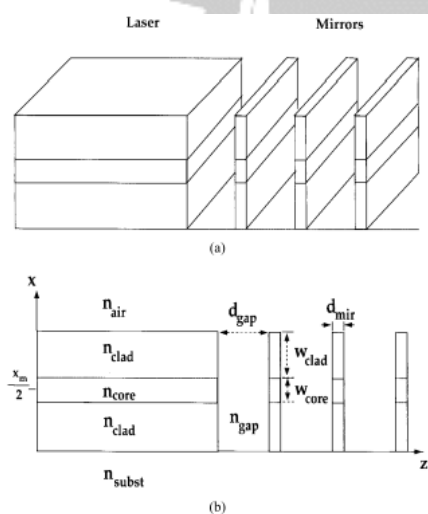 Laser Mirrors
(a)
x
n_air
d_gap d_mir
n_clad w_clad
x_m/2 n_core w_core
n_clad n_gap
z
n_subst
(b)